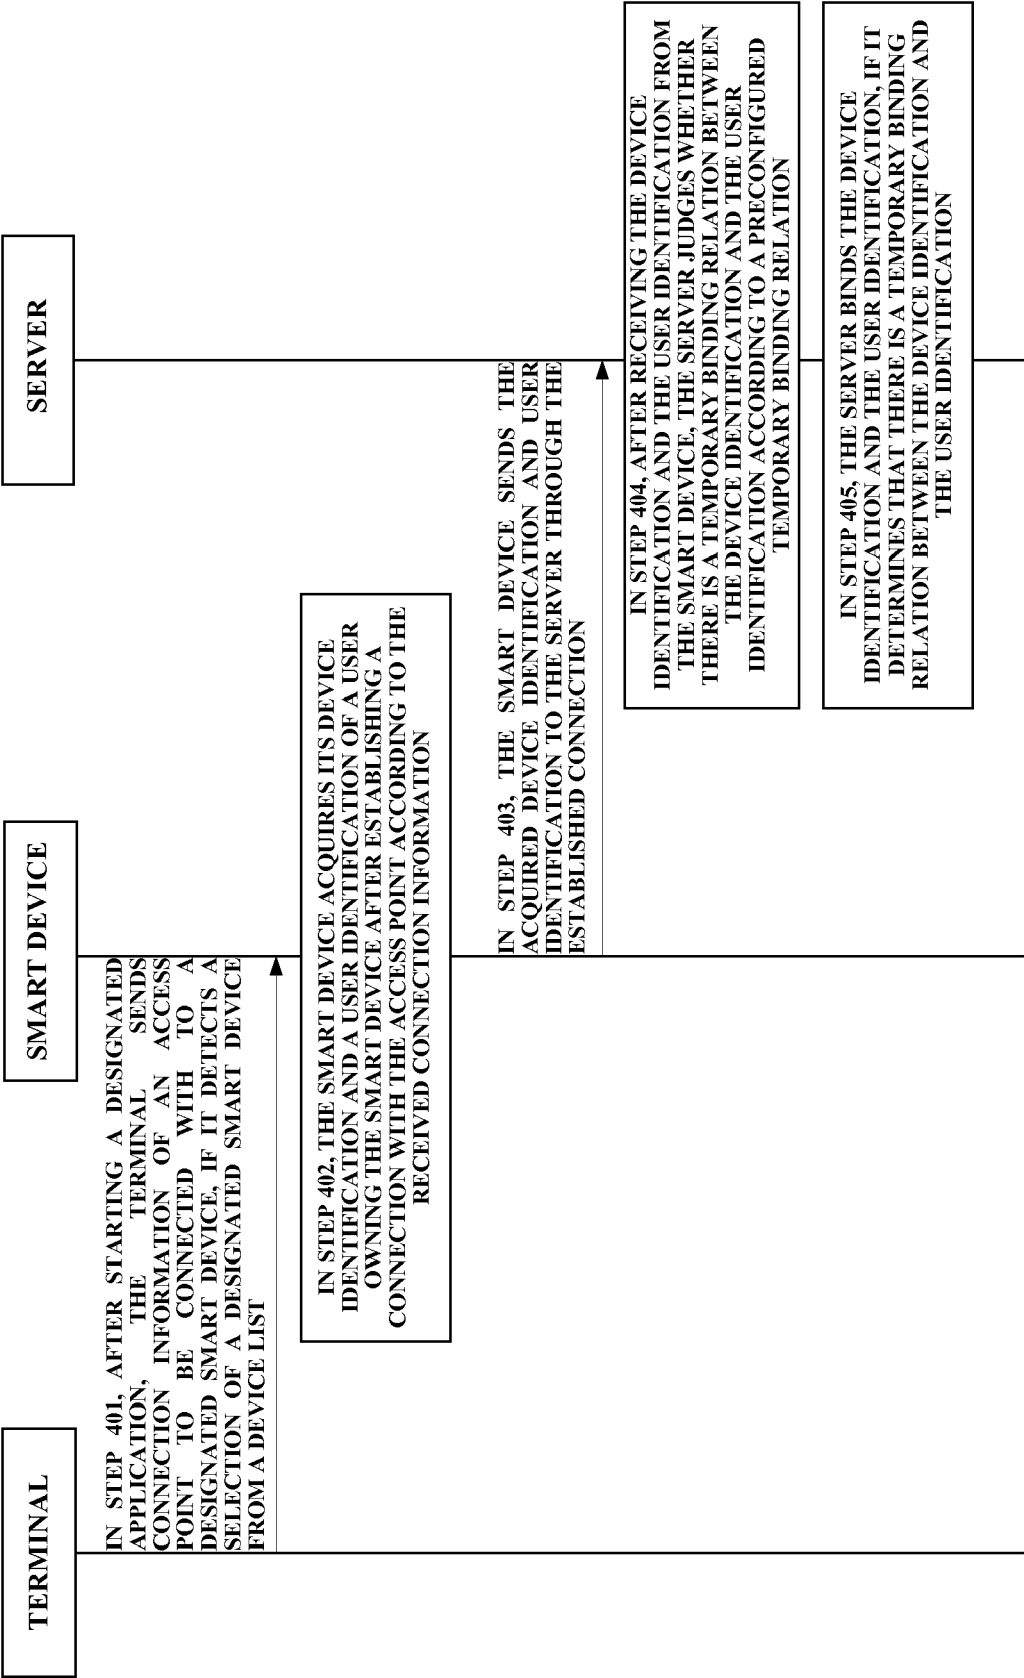 TERMINAL
SMART DEVICE
SERVER
IN STEP 401, AFTER STARTING A DESIGNATED
APPLICATION, THE TERMINAL SENDS
CONNECTION INFORMATION OF AN ACCESS
POINT TO BE CONNECTED WITH TO A
DESIGNATED SMART DEVICE, IF IT DETECTS A
SELECTION OF A DESIGNATED SMART DEVICE
FROM A DEVICE LIST
IN STEP 402, THE SMART DEVICE ACQUIRES ITS DEVICE
IDENTIFICATION AND A USER IDENTIFICATION OF A USER
OWNING THE SMART DEVICE AFTER ESTABLISHING A
CONNECTION WITH THE ACCESS POINT ACCORDING TO THE
RECEIVED CONNECTION INFORMATION
IN STEP 403, THE SMART DEVICE SENDS THE
ACQUIRED DEVICE IDENTIFICATION AND USER
IDENTIFICATION TO THE SERVER THROUGH THE
ESTABLISHED CONNECTION
IN STEP 404, AFTER RECEIVING THE DEVICE
IDENTIFICATION AND THE USER IDENTIFICATION FROM
THE SMART DEVICE, THE SERVER JUDGES WHETHER
THERE IS A TEMPORARY BINDING RELATION BETWEEN
THE DEVICE IDENTIFICATION AND THE USER
IDENTIFICATION ACCORDING TO A PRECONFIGURED
TEMPORARY BINDING RELATION
IN STEP 405, THE SERVER BINDS THE DEVICE
IDENTIFICATION AND THE USER IDENTIFICATION, IF IT
DETERMINES THAT THERE IS A TEMPORARY BINDING
RELATION BETWEEN THE DEVICE IDENTIFICATION AND
THE USER IDENTIFICATION